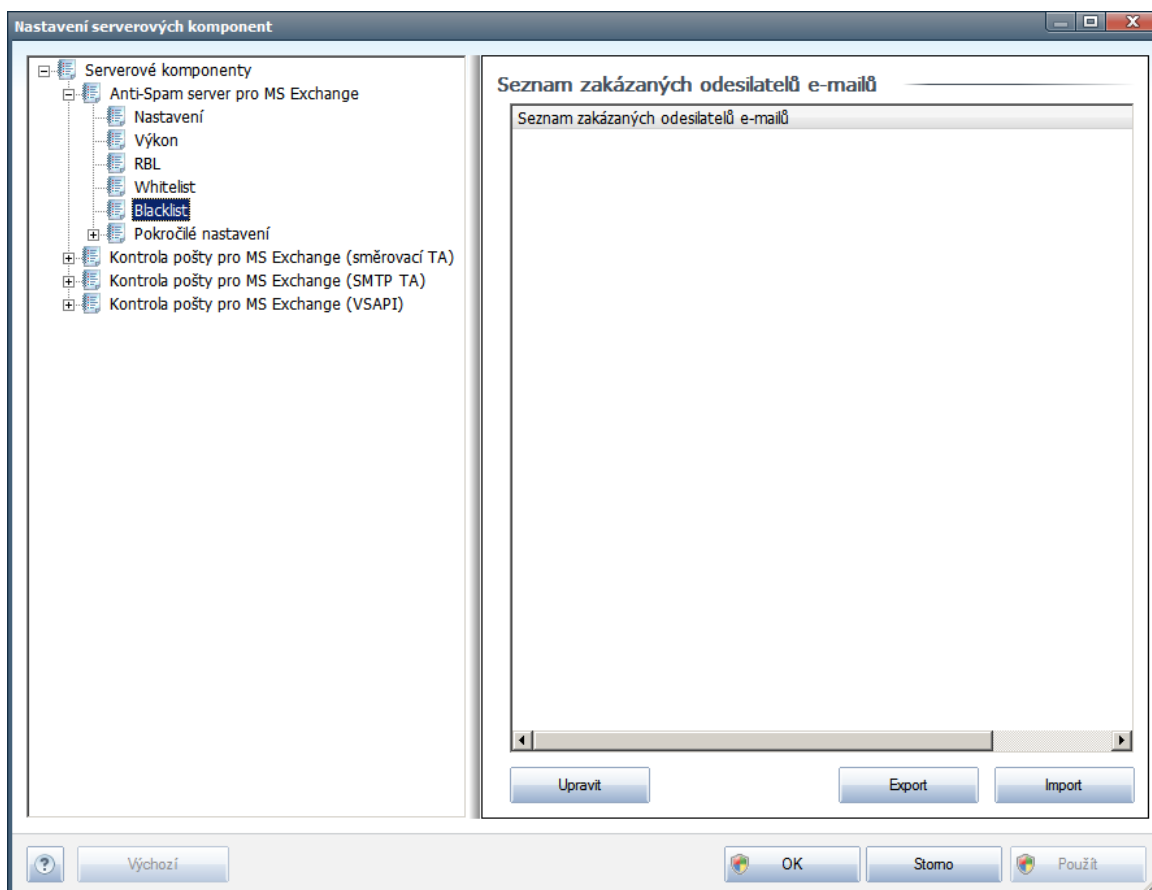 Nastavení serverových komponent
Serverové komponenty
Anti-Spam server pro MS Exchange
Nastavení
Výkon
RBL
Whitelist
Blacklist
Pokročilé nastavení
Kontrola pošty pro MS Exchange (směrovací TA)
Kontrola pošty pro MS Exchange (SMTP TA)
Kontrola pošty pro MS Exchange (VSAPI)
Seznam zakázaných odesilatelů e-mailů
Seznam zakázaných odesilatelů e-mailů
Upravit
Export
Import
Výchozí
OK
Storno
Použít